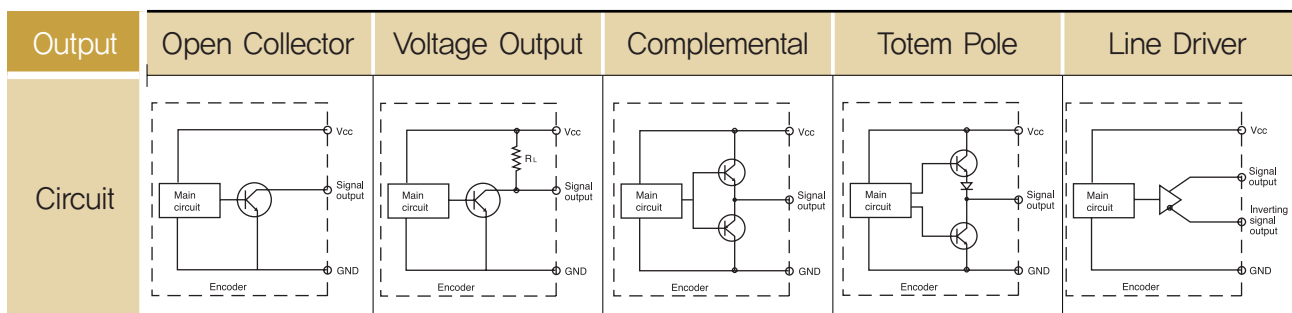 Output
Open Collector
Voltage Output
Complemental
Totem Pole
Line Driver
Circuit
Vcc
Main
circuit
Signal
output
GND
Encoder
Vcc
RL
Main
circuit
Signal
output
GND
Encoder
Vcc
Main
circuit
Signal
output
GND
Encoder
Vcc
Main
circuit
Signal
output
GND
Encoder
Vcc
Main
circuit
Signal
output
Inverting
signal
output
GND
Encoder